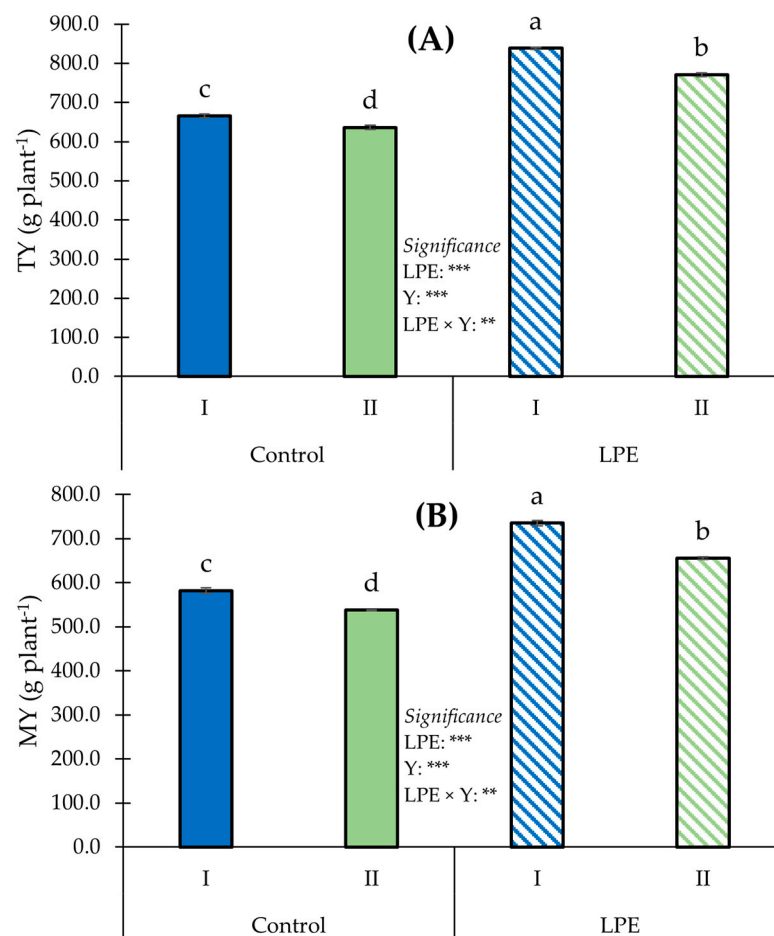 (A)
TY (g plant-1)
900.0
800.0
700.0
600.0
500.0
400.0
300.0
200.0
100.0
0.0
c
d
a
b
Significance
LPE: ***
Y: ***
LPE × Y: **
I
II
I
II
Control
LPE
(B)
MY (g plant-1)
800.0
700.0
600.0
500.0
400.0
300.0
200.0
100.0
0.0
c
d
a
b
Significance
LPE: ***
Y: ***
LPE × Y: **
I
II
I
II
Control
LPE